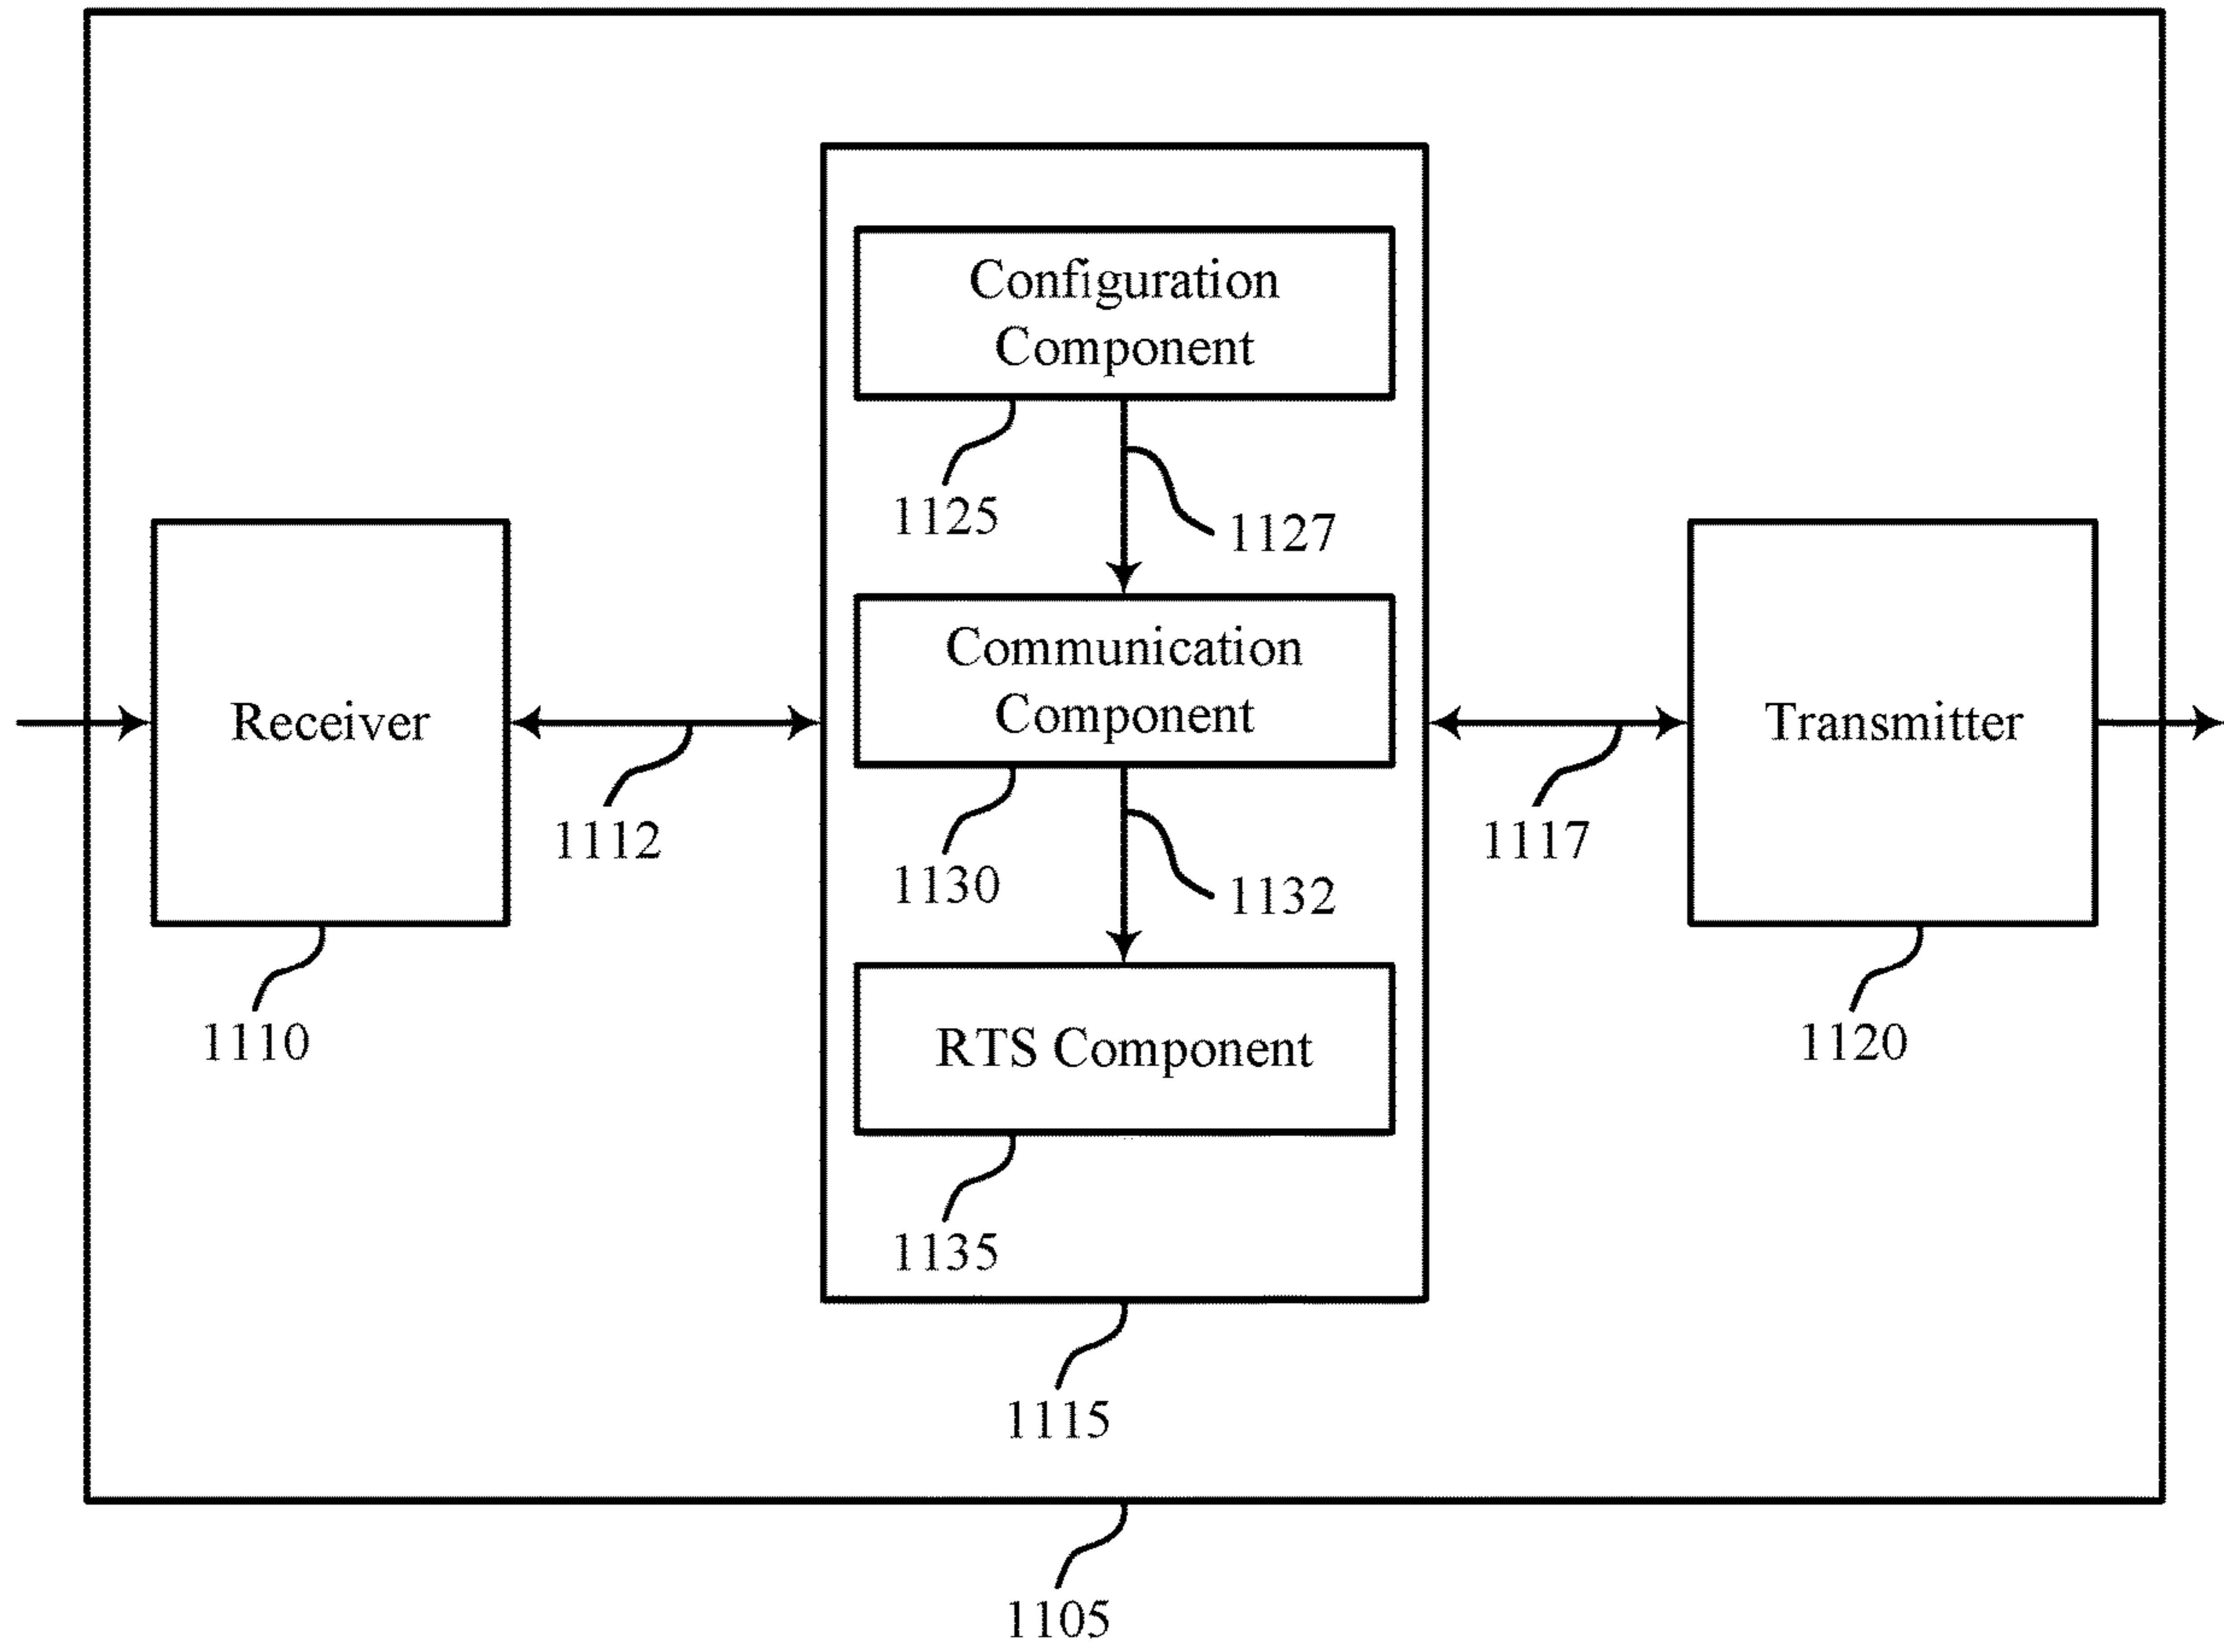 Configuration
Component
1125
1127
Receiver
Communication
Component
Transmitter
1112
1117
1130
1132
1110
RTS Component
1120
1135
1115
1105